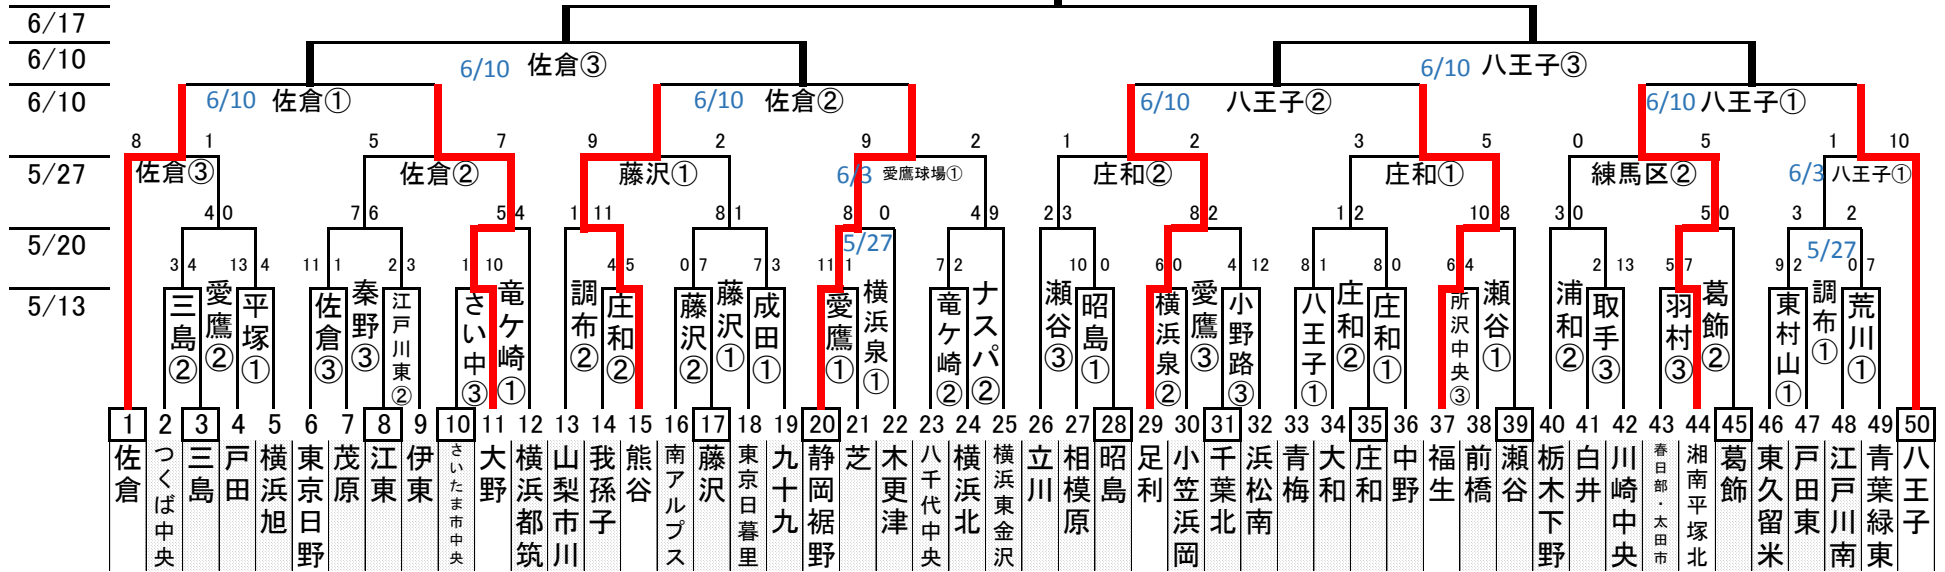 6/17
6/10
6/10 佐倉③ 6/10 八王子③
6/10
6/10 佐倉① 6/10 佐倉② 6/10 八王子② 6/10 八王子①
8 1 5 7 9 2 9 2 1 2 3 5 0 5 1 10
5/27
佐倉③ 佐倉② 藤沢① 6/3 愛鷹球場① 庄和② 庄和① 練馬区② 6/3 八王子①
4 0 7 6 5 4 1 11 8 1 8 0 4 9 2 3 8 2 1 2 10 8 3 0 5 0 3 2
5/20
5/27 5/27
3 4 13 4 11 1 2 3 1 10 4 5 0 7 7 3 11 1 7 2 10 0 6 0 4 12 8 1 8 0 6 4 2 13 5 7 9 2 0 7
5/13
三島②
愛鷹②
平塚①
佐倉③
秦野③
江戸川東②
さい中③
竜ケ崎①
調布②
庄和②
藤沢②
藤沢①
成田①
愛鷹①
横浜泉①
竜ケ崎②
ナスパ②
瀬谷③
昭島①
横浜泉②
愛鷹③
小野路③
八王子①
庄和②
庄和①
所沢中央③
瀬谷①
浦和②
取手③
羽村③
葛飾②
東村山①
調布①
荒川①
1 2 3 4 5 6 7 8 9 10 11 12 13 14 15 16 17 18 19 20 21 22 23 24 25 26 27 28 29 30 31 32 33 34 35 36 37 38 39 40 41 42 43 44 45 46 47 48 49 50
佐倉
つくば中央
三島
戸田
横浜旭
東京日野
茂原
江東
伊東
さいたま市中央
大野
横浜都筑
山梨市川
我孫子
熊谷
南アルプス
藤沢
東京日暮里
九十九
静岡裾野
芝
木更津
八千代中央
横浜北
横浜東金沢
立川
相模原
昭島
足利
小笠浜岡
千葉北
浜松南
青梅
大和
庄和
中野
福生
前橋
瀬谷
栃木下野
白井
川崎中央
春日部・太田市
湘南平塚北
葛飾
東久留米
戸田東
江戸川南
青葉緑東
八王子